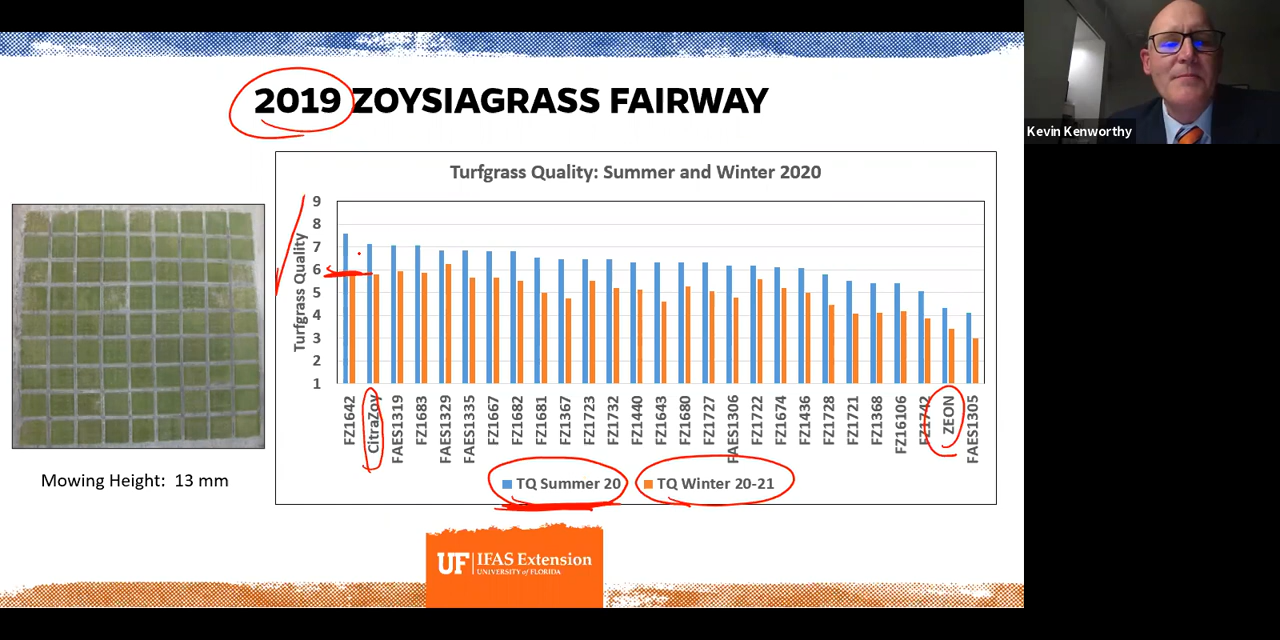 2019 ZOYSIAGRASS FAIRWAY
Kevin Kenworthy
Turfgrass Quality: Summer and Winter 2020
Turfgrass Quality
9
8
7
6
5
4
3
2
1
FZ1642
CitraZoy
FAES1319
FZ1683
FAES1329
FAES1335
FZ1667
FZ1682
FZ1681
FZ1367
FZ1723
FZ1732
FZ1440
FZ1643
FZ1680
FZ1727
FAES1306
FZ1722
FZ1674
FZ1436
FZ1728
FZ1721
FZ1368
FZ16106
FZ1742
ZEON
FAES1305
TQ Summer 20 TQ Winter 20-21
Mowing Height: 13 mm
UF IFAS Extension
UNIVERSITY of FLORIDA